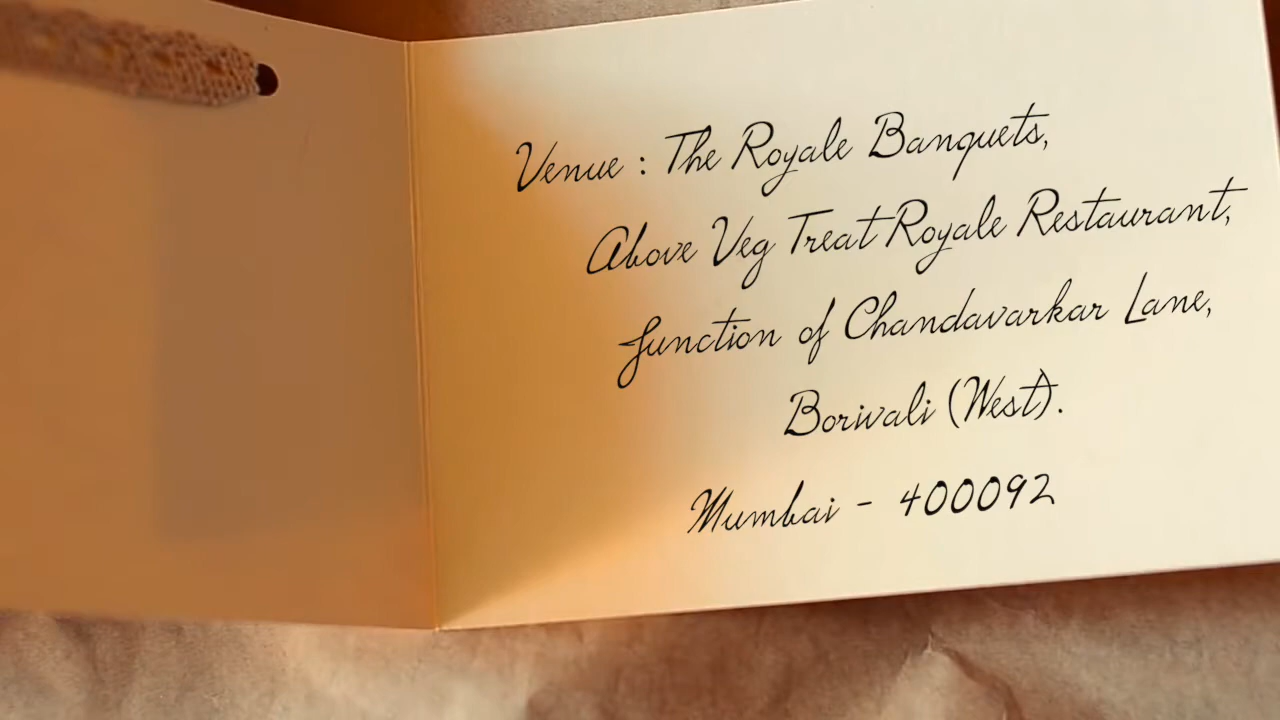 Venue : The Royale Banquets,
Above Veg Treat Royale Restaurant,
Junction of Chandavarkar Lane,
Borivali (West).
Mumbai - 400092